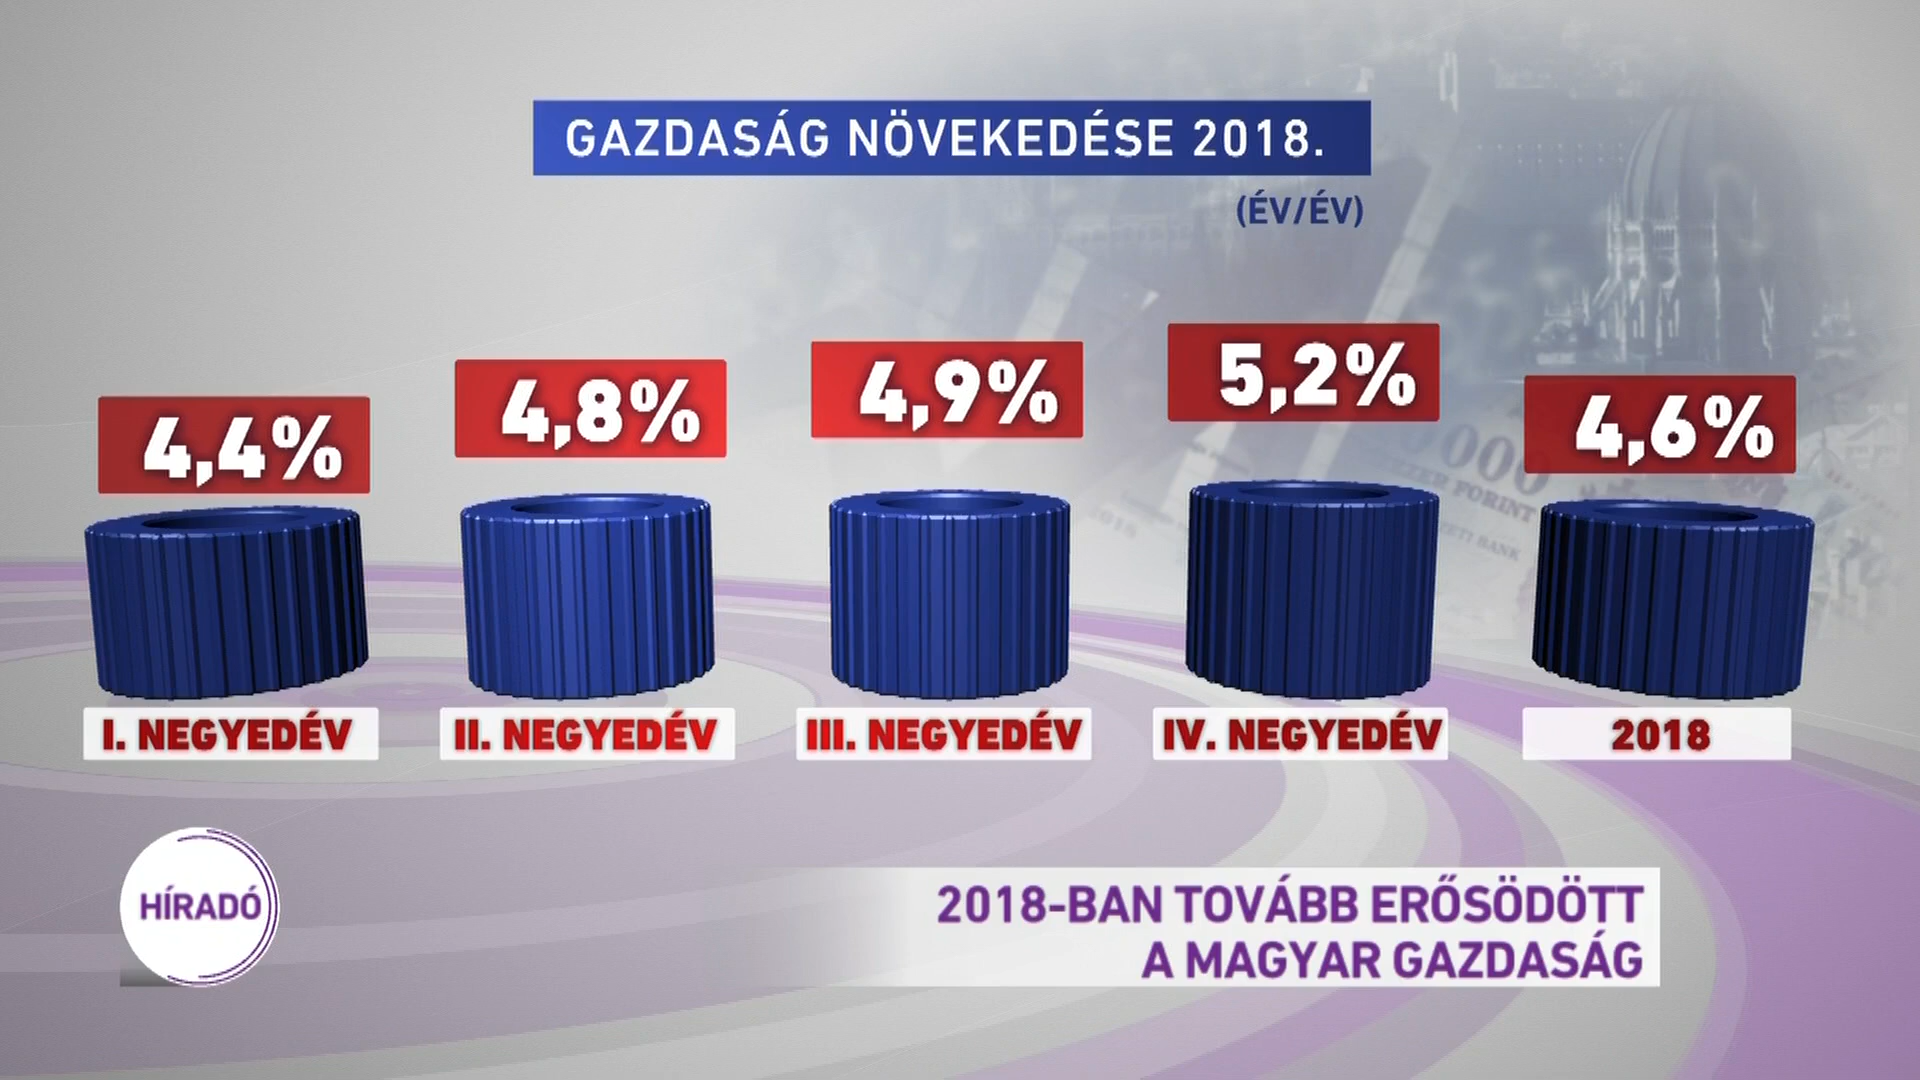 GAZDASÁG NÖVEKEDÉSE 2018.
(ÉV/ÉV)
4,4%
4,8%
4,9%
5,2%
4,6%
I. NEGYEDÉV
II. NEGYEDÉV
III. NEGYEDÉV
IV. NEGYEDÉV
2018
HÍRADÓ
2018-BAN TOVÁBB ERŐSÖDÖTT
A MAGYAR GAZDASÁG